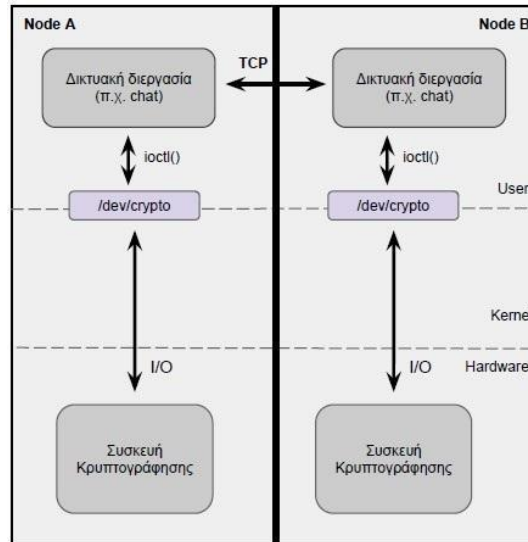 Node A
Node B
TCP
Δικτυακή διεργασία
(π.χ. chat)
Δικτυακή διεργασία
(π.χ. chat)
ioctl()
ioctl()
User
/dev/crypto
/dev/crypto
Kerne
Hardware
I/O
I/O
Συσκευή
Κρυπτογράφησης
Συσκευή
Κρυπτογράφησης